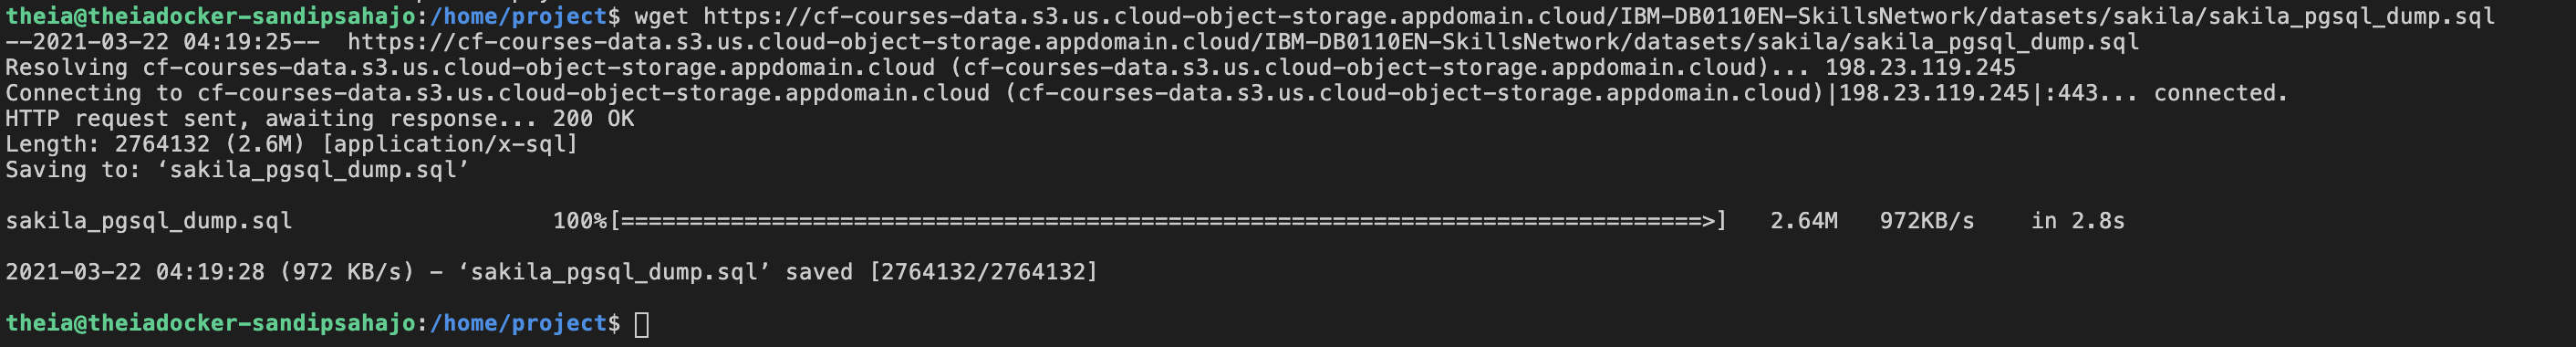 theia@theiadocker-sandipsahajo:/home/project$ wget https://cf-courses-data.s3.us.cloud-object-storage.appdomain.cloud/IBM-DB0110EN-SkillsNetwork/datasets/sakila/sakila_pgsql_dump.sql
--2021-03-22 04:19:25--  https://cf-courses-data.s3.us.cloud-object-storage.appdomain.cloud/IBM-DB0110EN-SkillsNetwork/datasets/sakila/sakila_pgsql_dump.sql
Resolving cf-courses-data.s3.us.cloud-object-storage.appdomain.cloud (cf-courses-data.s3.us.cloud-object-storage.appdomain.cloud)... 198.23.119.245
Connecting to cf-courses-data.s3.us.cloud-object-storage.appdomain.cloud (cf-courses-data.s3.us.cloud-object-storage.appdomain.cloud)|198.23.119.245|:443... connected.
HTTP request sent, awaiting response... 200 OK
Length: 2764132 (2.6M) [application/x-sql]
Saving to: ‘sakila_pgsql_dump.sql’
sakila_pgsql_dump.sql                   100%[===============================================================================>]   2.64M   972KB/s    in 2.8s
2021-03-22 04:19:28 (972 KB/s) - ‘sakila_pgsql_dump.sql’ saved [2764132/2764132]
theia@theiadocker-sandipsahajo:/home/project$